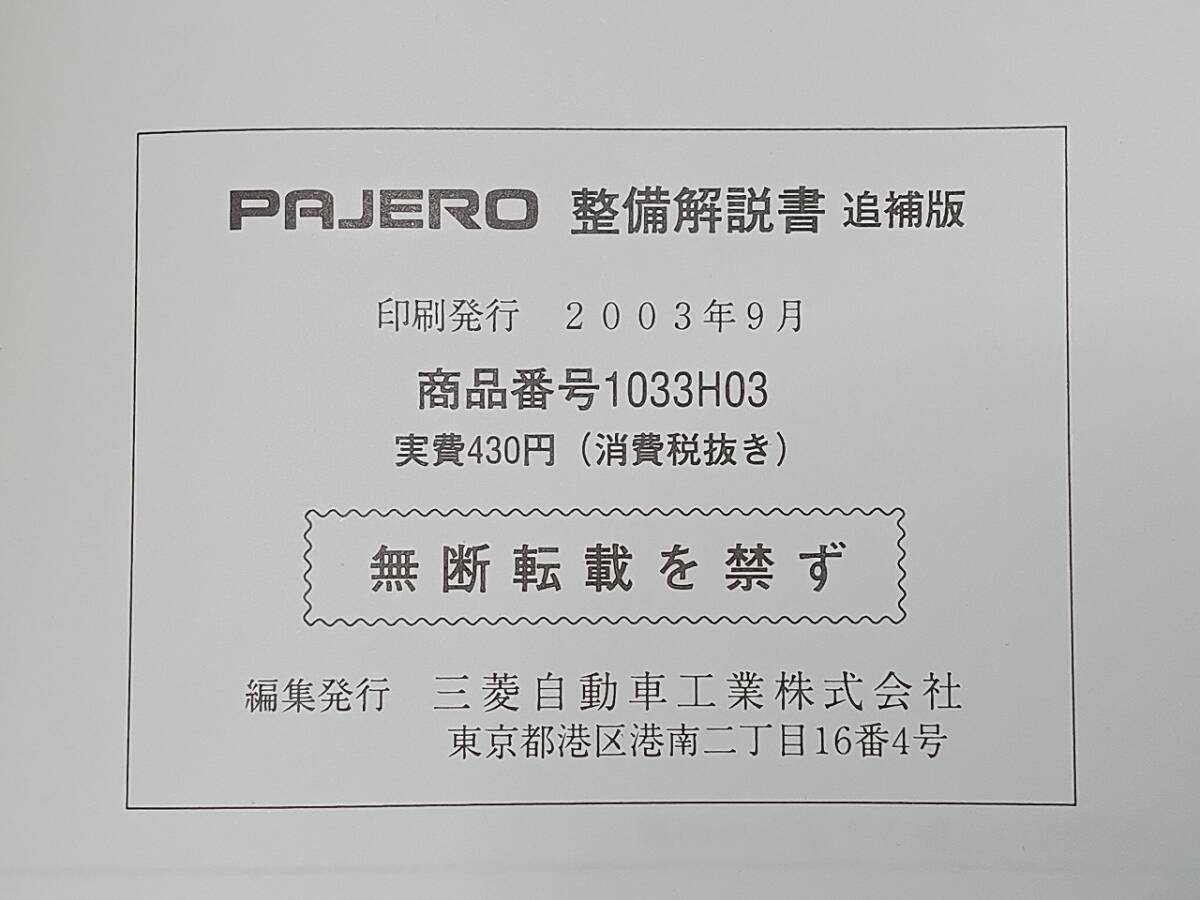 PAJERO 整備解説書 追補版
印刷発行　２００３年９月
商品番号1033H03
実費430円（消費税抜き）
無断転載を禁ず
編集発行　三菱自動車工業株式会社
東京都港区港南二丁目16番4号